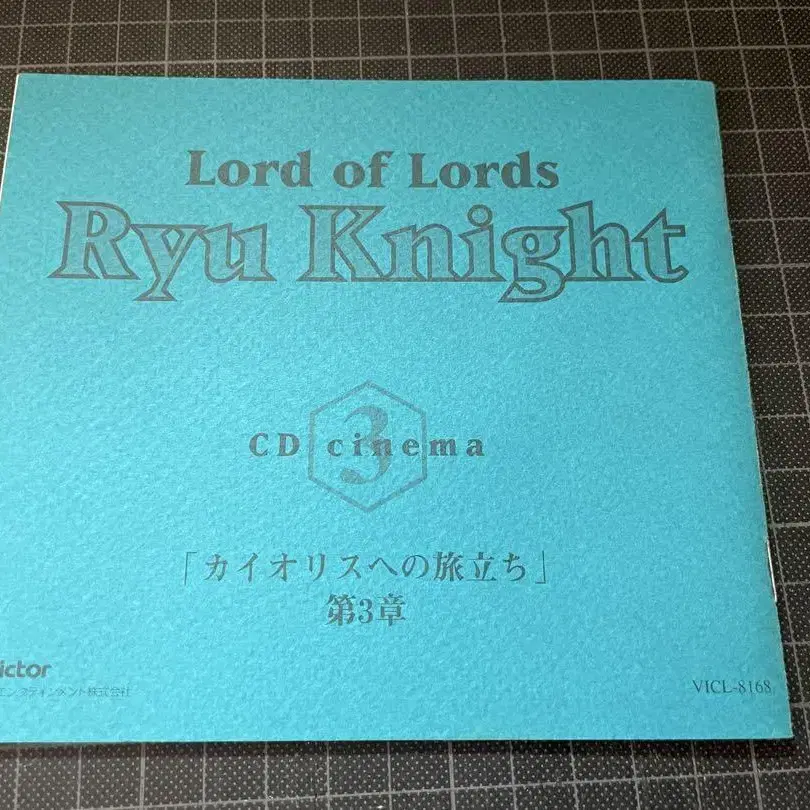 Lord of Lords
Ryu Knight
CD cinema
3
「カイオリスへの旅立ち」
第3章
ictor
エンタテインメント株式会社
VICL-8168